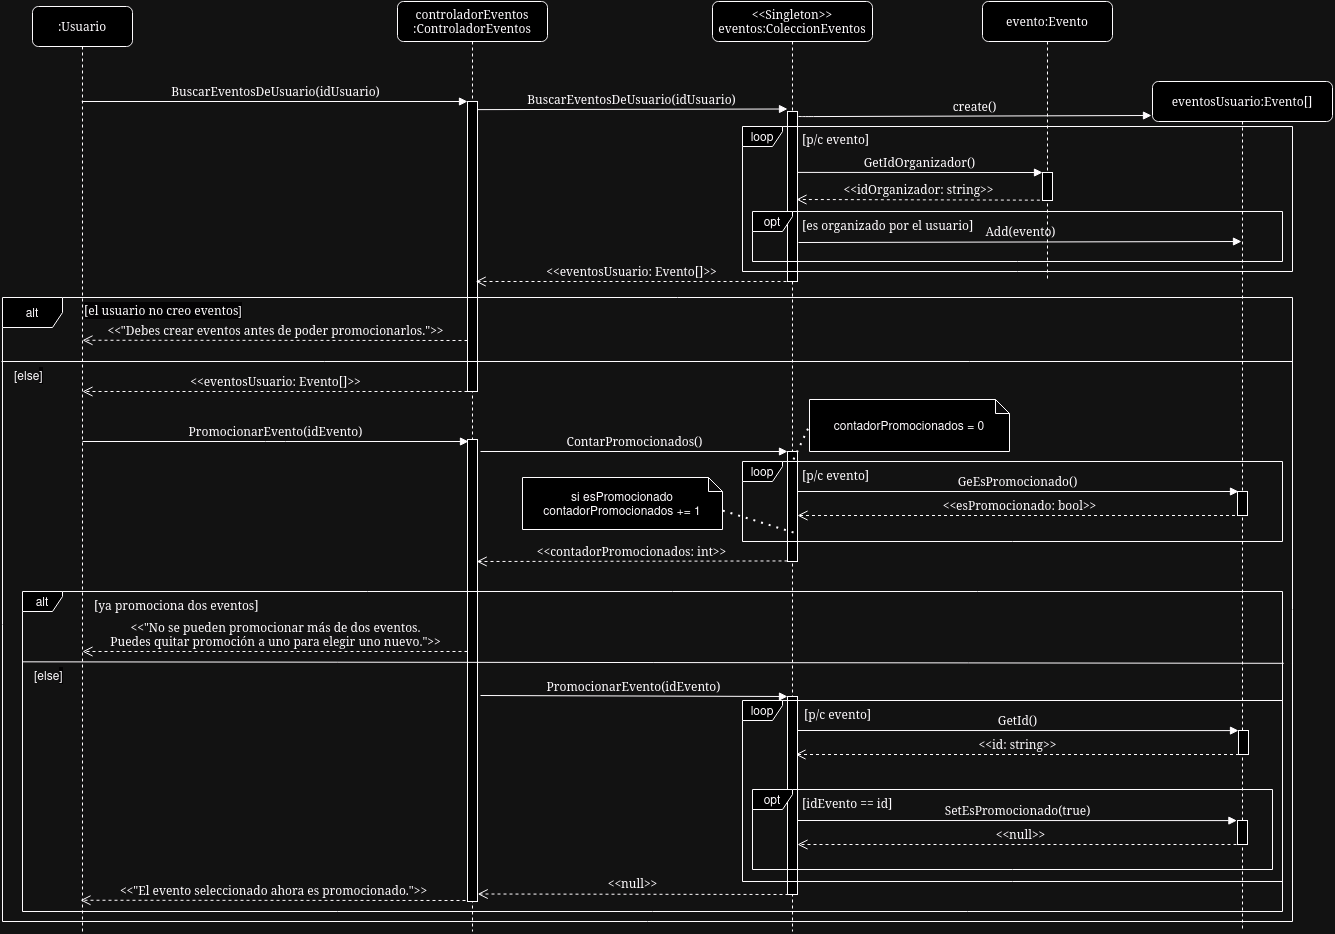 :Usuario
controladorEventos
:ControladorEventos
<<Singleton>>
eventos:ColeccionEventos
evento:Evento
eventosUsuario:Evento[]
BuscarEventosDeUsuario(idUsuario)
BuscarEventosDeUsuario(idUsuario)
create()
loop
[p/c evento]
GetIdOrganizador()
<<idOrganizador: string>>
opt
[es organizado por el usuario]
Add(evento)
<<eventosUsuario: Evento[]>>
alt
[el usuario no creo eventos]
<<"Debes crear eventos antes de poder promocionarlos.">>
[else]
<<eventosUsuario: Evento[]>>
PromocionarEvento(idEvento)
ContarPromocionados()
contadorPromocionados = 0
loop
[p/c evento]
GeEsPromocionado()
<<esPromocionado: bool>>
si esPromocionado
contadorPromocionados += 1
<<contadorPromocionados: int>>
alt
[ya promociona dos eventos]
<<"No se pueden promocionar más de dos eventos.
Puedes quitar promoción a uno para elegir uno nuevo.">>
[else]
PromocionarEvento(idEvento)
loop
[p/c evento]
GetId()
<<id: string>>
opt
[idEvento == id]
SetEsPromocionado(true)
<<null>>
<<null>>
<<"El evento seleccionado ahora es promocionado.">>